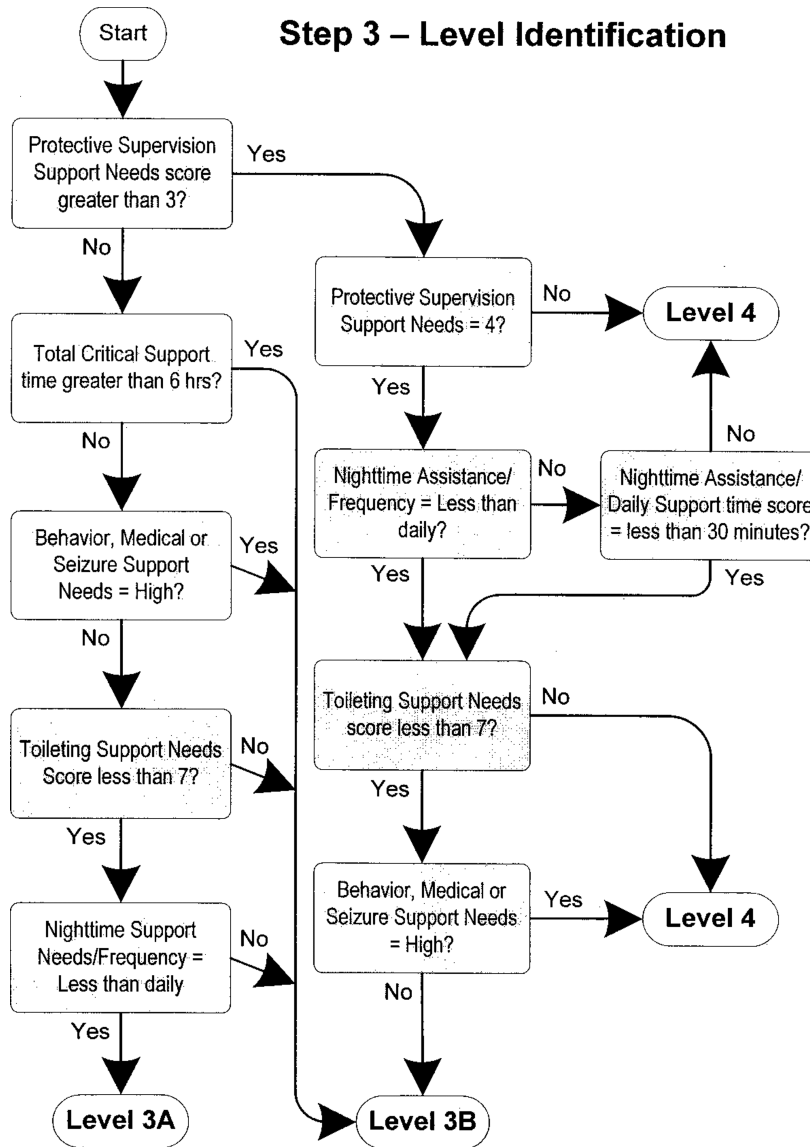 Start
Step 3 – Level Identification
Protective Supervision
Support Needs score
greater than 3?
Yes
No
Protective Supervision
Support Needs = 4?
No
Level 4
Yes
Total Critical Support
time greater than 6 hrs?
Yes
No
Nighttime Assistance/
Frequency = Less than
daily?
No
Yes
Nighttime Assistance/
Daily Support time score
= less than 30 minutes?
No
Yes
Behavior, Medical or
Seizure Support
Needs = High?
Yes
No
Toileting Support Needs
score less than 7?
No
Yes
Toileting Support Needs
Score less than 7?
No
Yes
Behavior, Medical or
Seizure Support Needs
= High?
Yes
Level 4
No
Nighttime Support
Needs/Frequency =
Less than daily
No
Yes
Level 3A
Level 3B